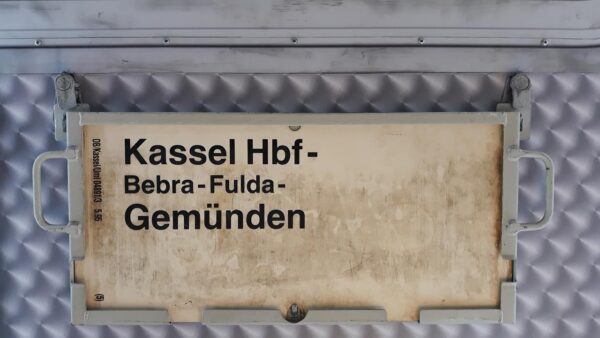 Kassel Hbf-
Bebra-Fulda-
Gemünden